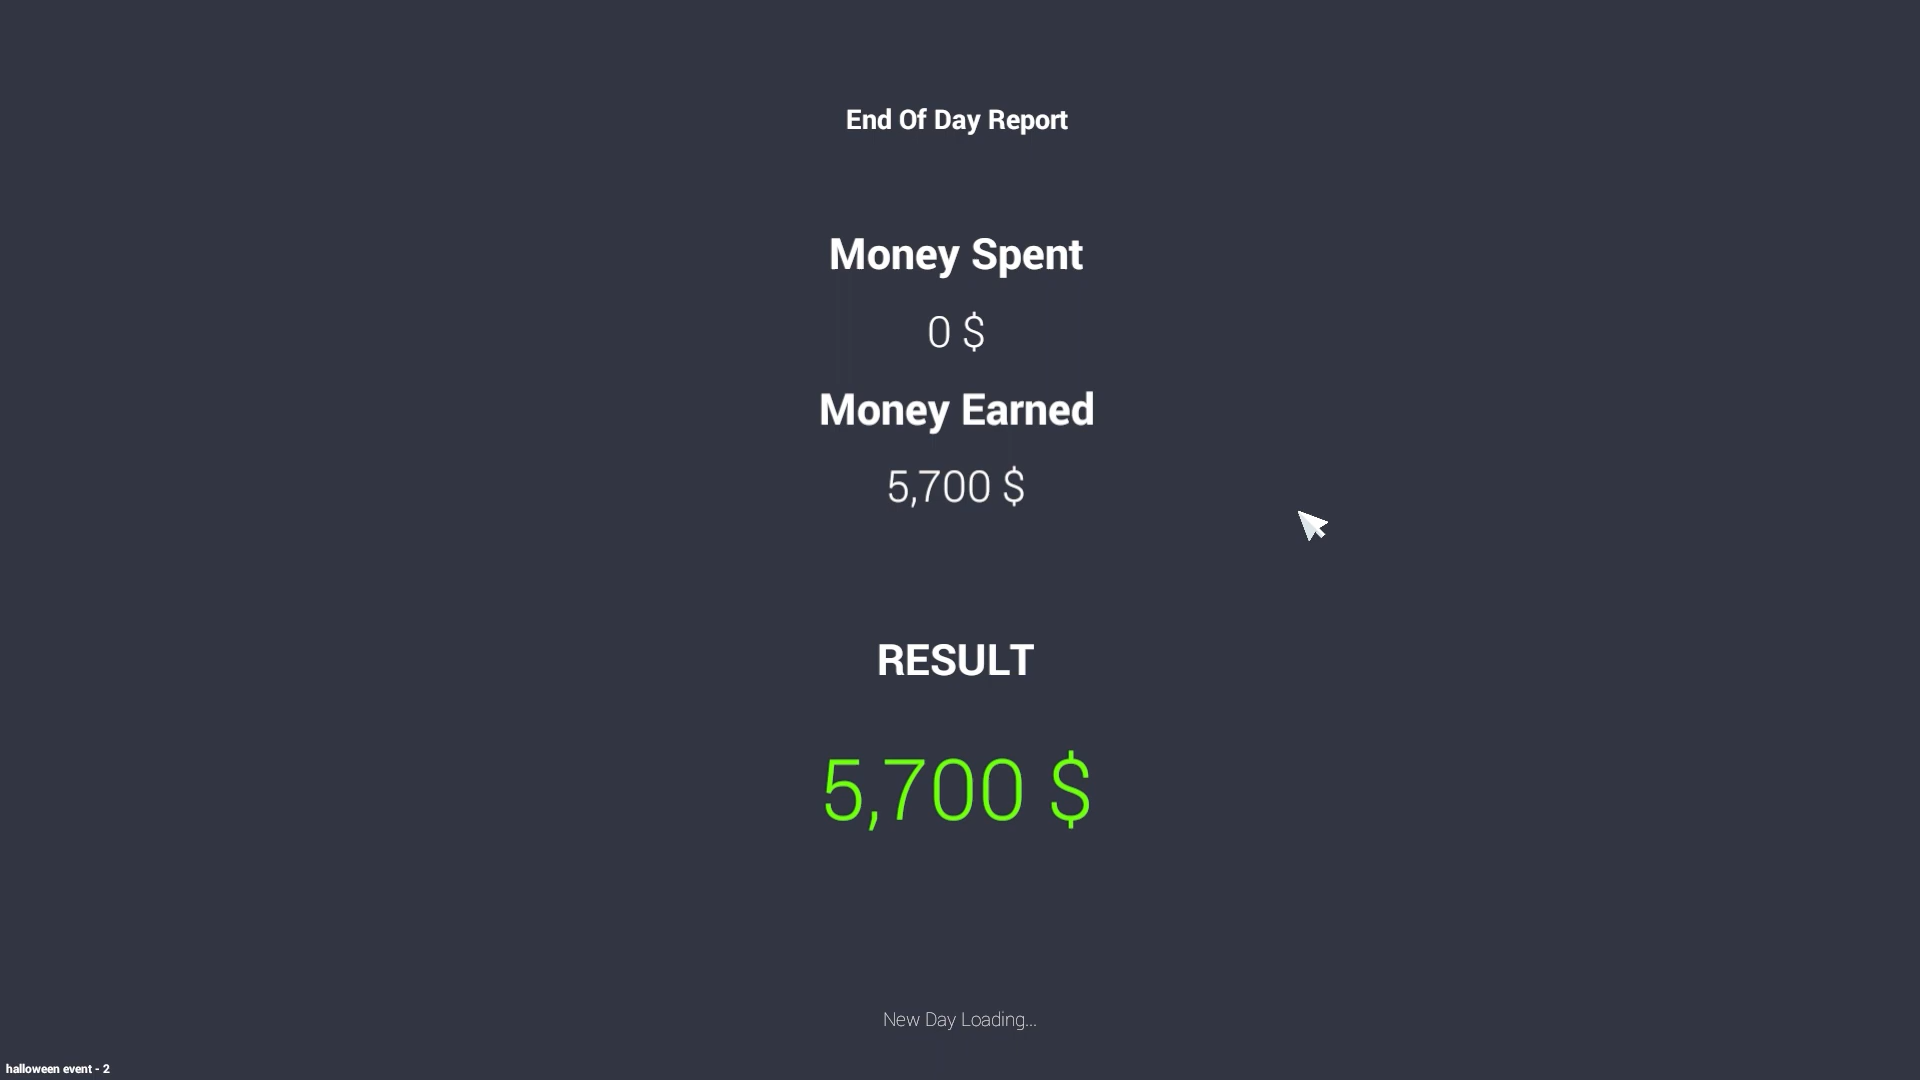 End Of Day Report
Money Spent
0 $
Money Earned
5,700 $
RESULT
5,700 $
New Day Loading...
halloween event - 2